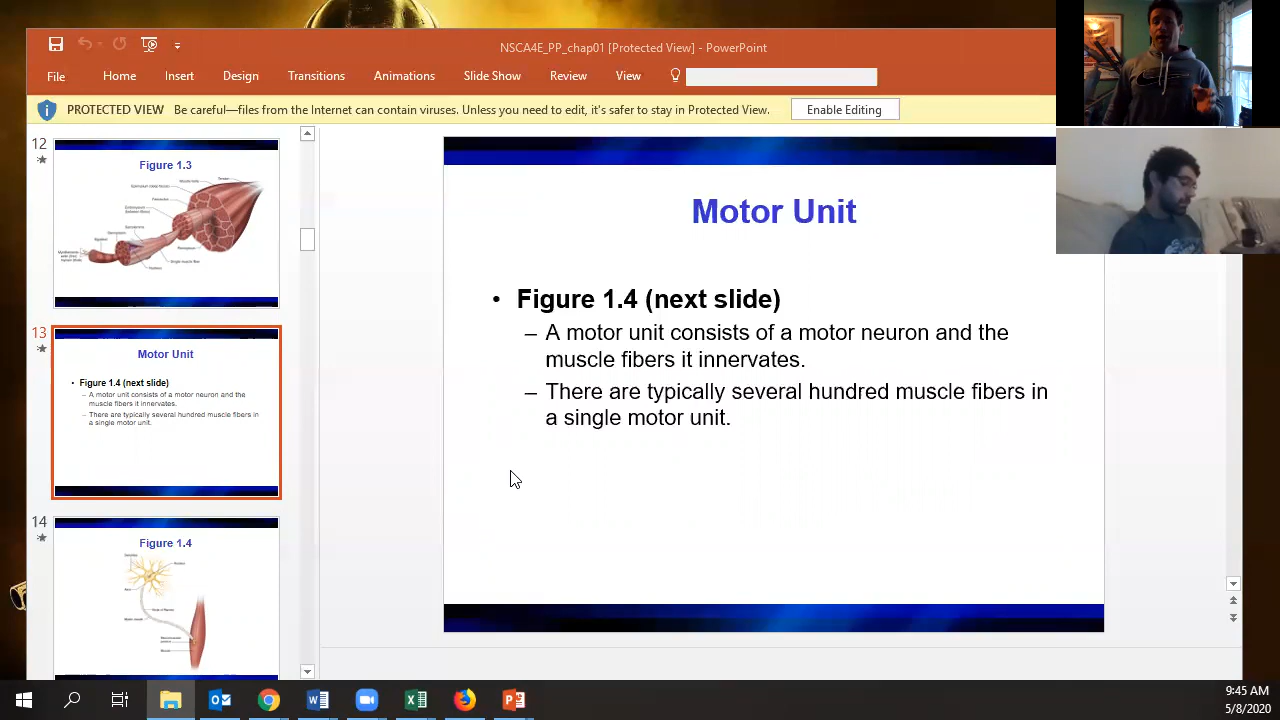 NSCA4E_PP_chap01 [Protected View] - PowerPoint
File Home Insert Design Transitions Animations Slide Show Review View
PROTECTED VIEW Be careful—files from the Internet can contain viruses. Unless you need to edit, it's safer to stay in Protected View. Enable Editing
12
Figure 1.3
Single muscle fiber
13
Motor Unit
• Figure 1.4 (next slide)
– A motor unit consists of a motor neuron and the
muscle fibers it innervates.
– There are typically several hundred muscle fibers in
a single motor unit.
14
Figure 1.4
Motor Unit
• Figure 1.4 (next slide)
– A motor unit consists of a motor neuron and the
muscle fibers it innervates.
– There are typically several hundred muscle fibers in
a single motor unit.
9:45 AM
5/8/2020